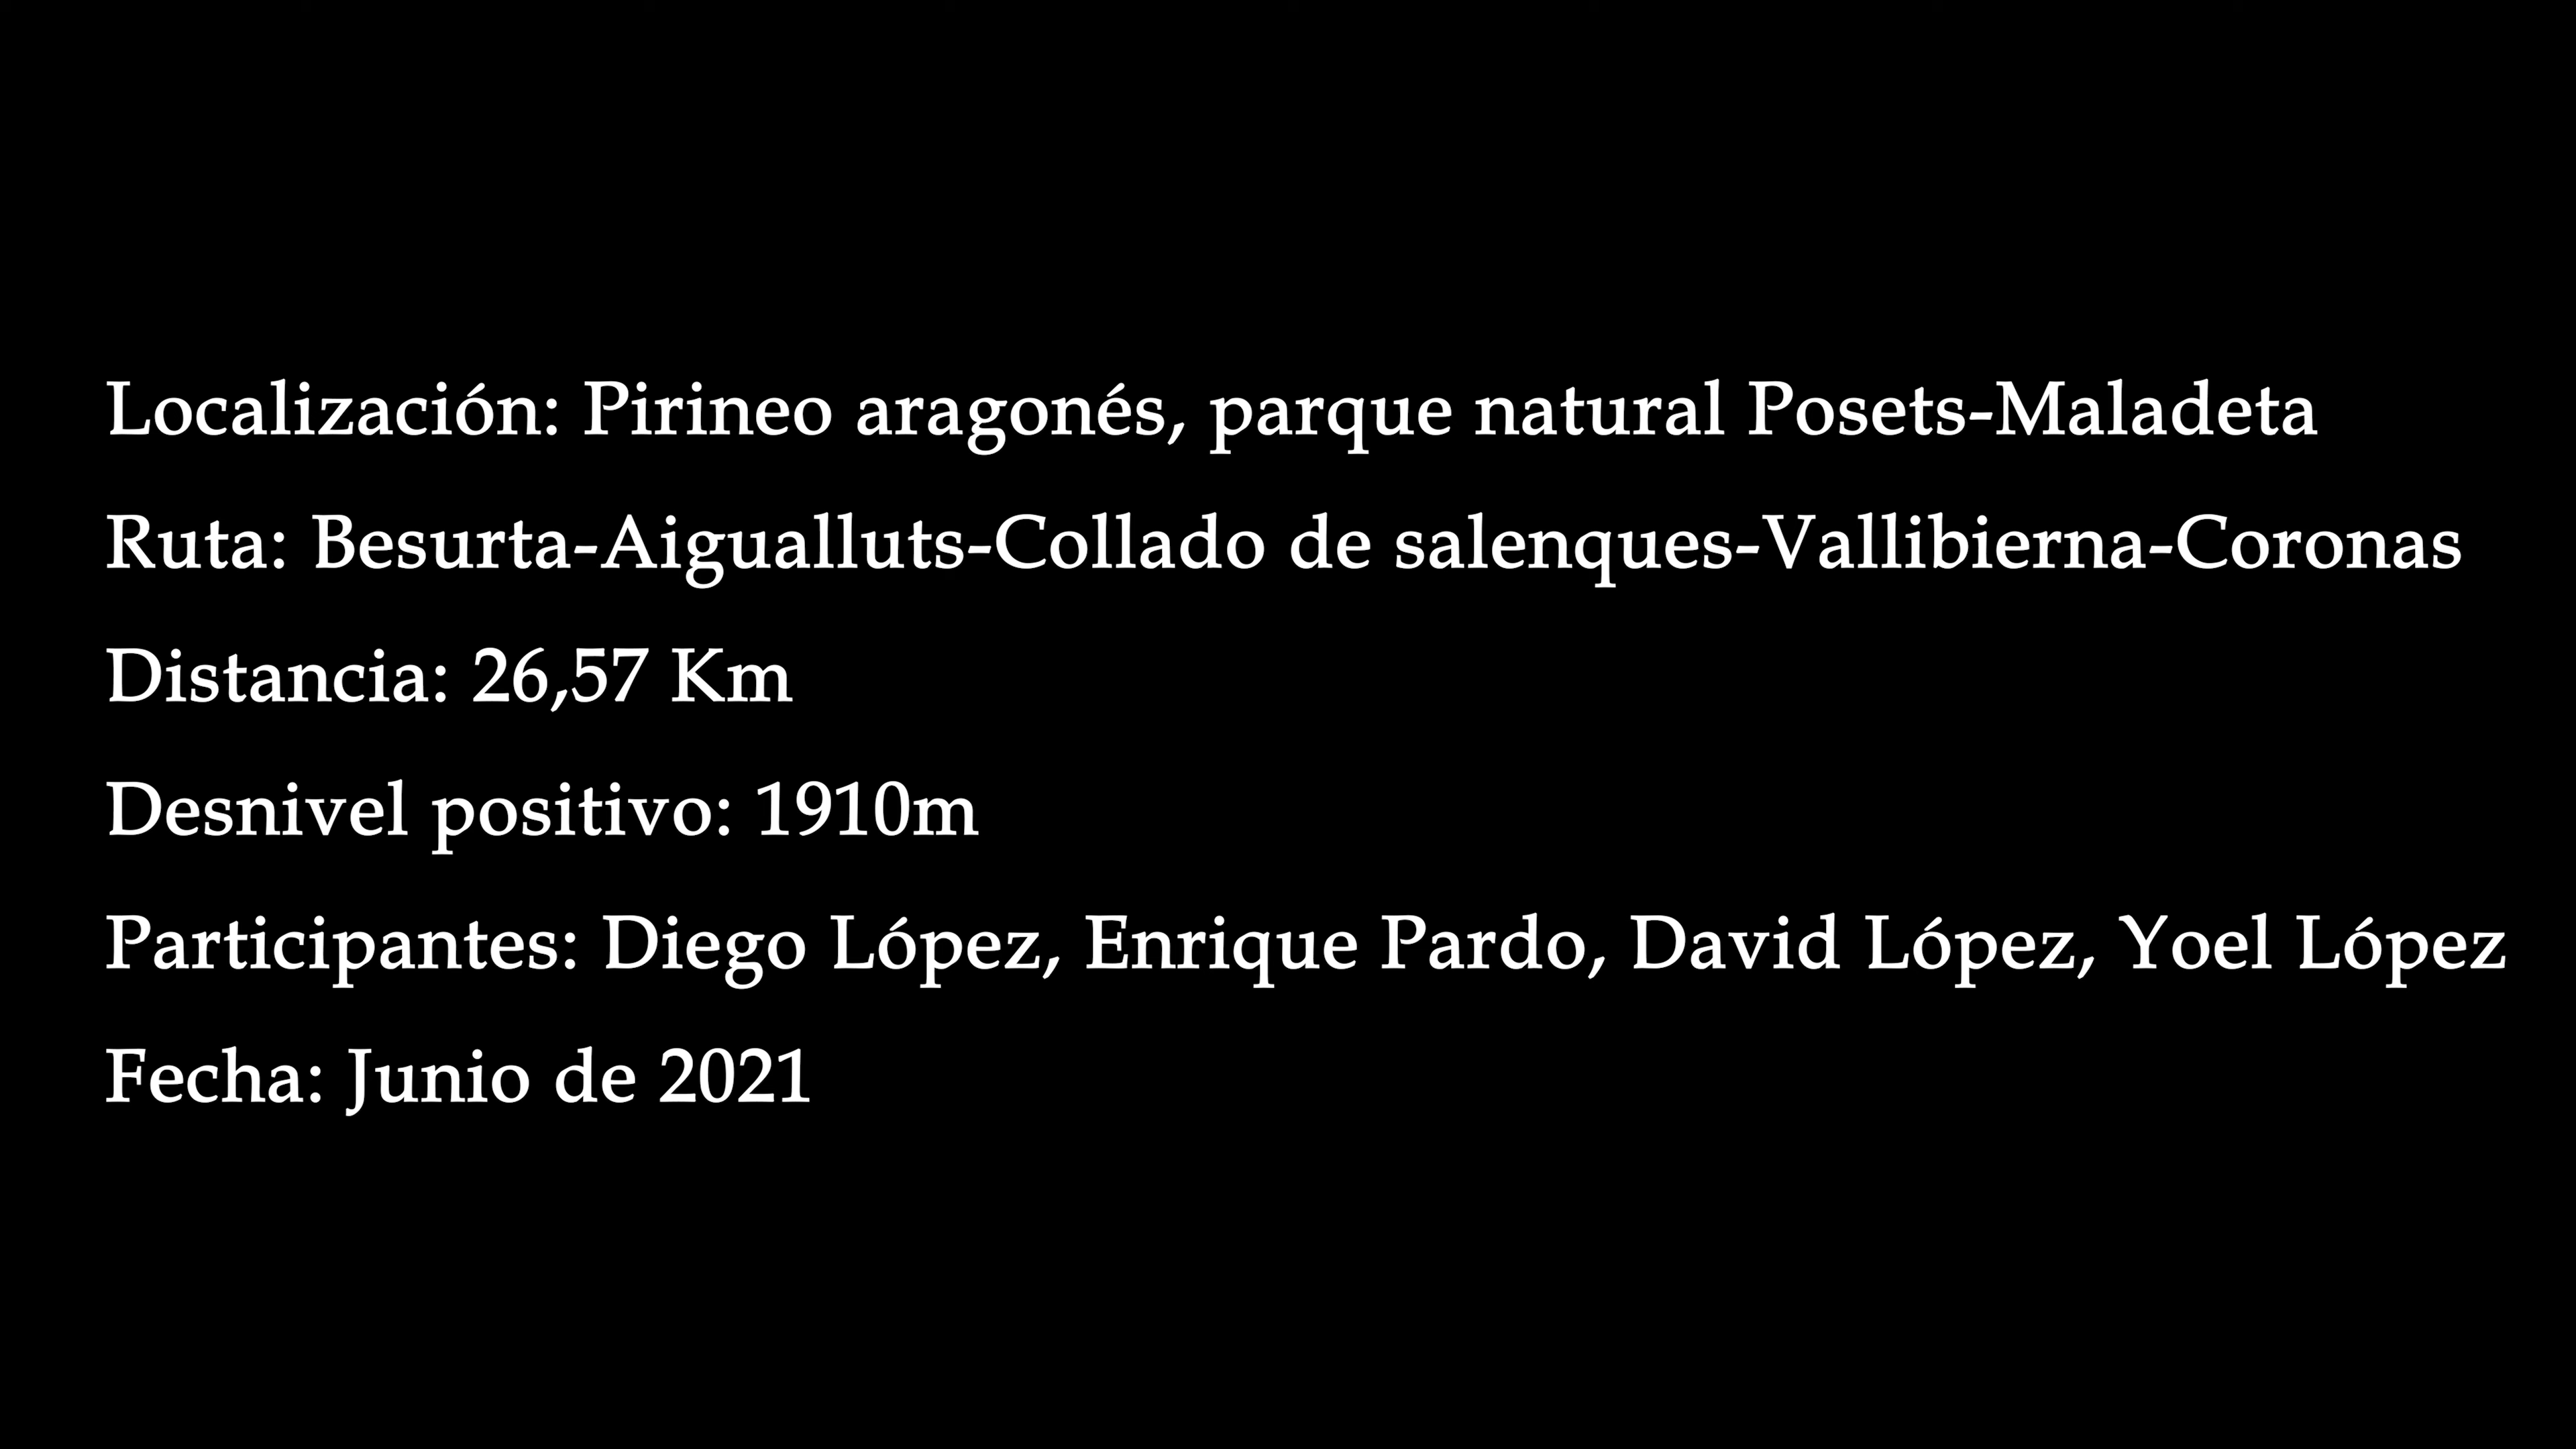 Localización: Pirineo aragonés, parque natural Posets-Maladeta
Ruta: Besurta-Aigualluts-Collado de salenques-Vallibierna-Coronas
Distancia: 26,57 Km
Desnivel positivo: 1910m
Participantes: Diego López, Enrique Pardo, David López, Yoel López
Fecha: Junio de 2021